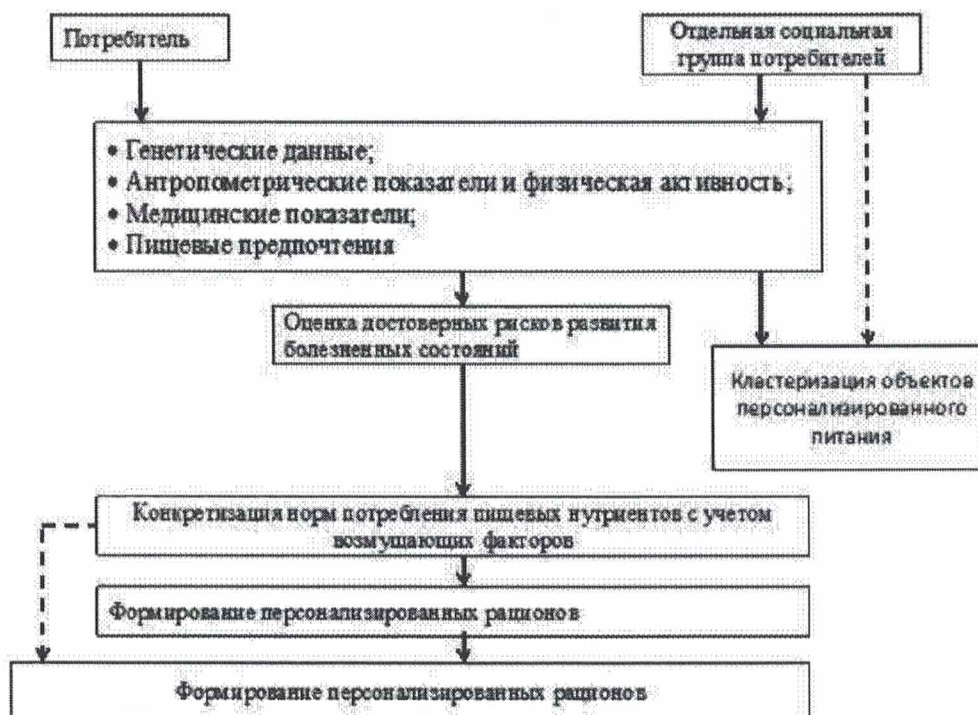 Потребитель
Отдельная социальная
группа потребителей
• Генетические данные;
• Антропометрические показатели и физическая активность;
• Медицинские показатели;
• Пищевые предпочтения
Оценка достоверных рисков развития
болезненных состояний
Кластеризация объектов
персонализированного
питания
Конкретизация норм потребления пищевых нутриентов с учетом
возмущающих факторов
Формирование персонализированных рационов
Формирование персонализированных рационов